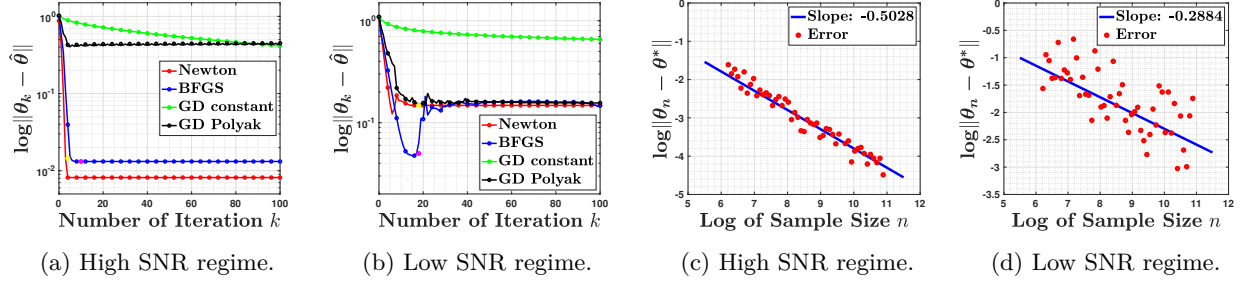 10^0
10^-1
10^-2
0 20 40 60 80 100
log||θ_k − θ̂||
Number of Iteration k
Newton
BFGS
GD constant
GD Polyak
(a) High SNR regime.
10^0
10^-1
0 20 40 60 80 100
log||θ_k − θ̂||
Number of Iteration k
Newton
BFGS
GD constant
GD Polyak
(b) Low SNR regime.
0
-1
-2
-3
-4
-5
5 6 7 8 9 10 11 12
log||θ_n − θ*||
Log of Sample Size n
Slope: -0.5028
Error
(c) High SNR regime.
0
-0.5
-1
-1.5
-2
-2.5
-3
-3.5
5 6 7 8 9 10 11 12
log||θ_n − θ*||
Log of Sample Size n
Slope: -0.2884
Error
(d) Low SNR regime.